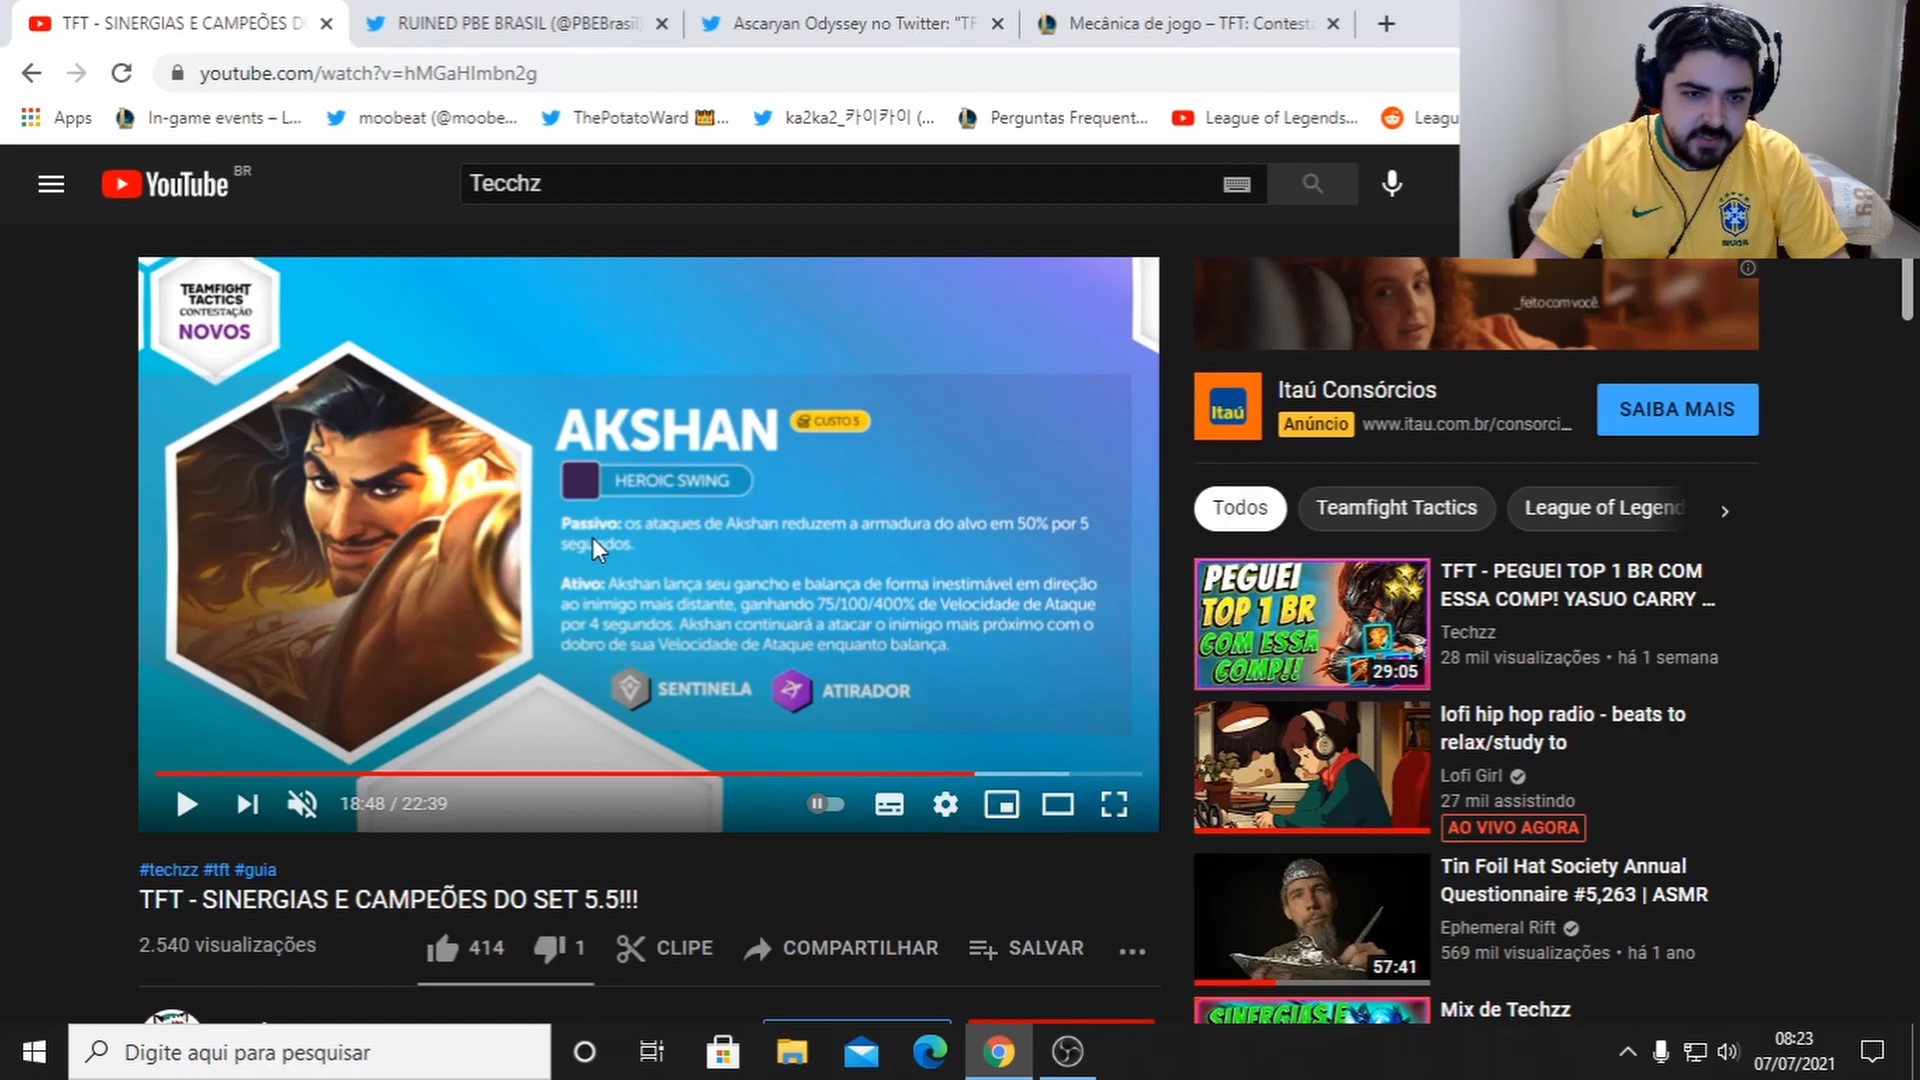 TFT - SINERGIAS E CAMPEÕES D
RUINED PBE BRASIL (@PBEBrasil
Ascaryan Odyssey no Twitter: "TF
Mecânica de jogo – TFT: Contest
youtube.com/watch?v=hMGaHImbn2g
Apps
In-game events – L...
moobeat (@moobe...
ThePotatoWard 👑...
ka2ka2_카이카이 (...
Perguntas Frequent...
League of Legends...
Leagu
YouTube BR
Tecchz
TEAMFIGHT
TACTICS
CONTESTAÇÃO
NOVOS
AKSHAN
CUSTO 5
HEROIC SWING
Passivo: os ataques de Akshan reduzem a armadura do alvo em 50% por 5
segundos.
Ativo: Akshan lança seu gancho e balança de forma inestimável em direção
ao inimigo mais distante, ganhando 75/100/400% de Velocidade de Ataque
por 4 segundos. Akshan continuará a atacar o inimigo mais próximo com o
dobro de sua Velocidade de Ataque enquanto balança.
SENTINELA
ATIRADOR
18:48 / 22:39
#techzz #tft #guia
TFT - SINERGIAS E CAMPEÕES DO SET 5.5!!!
2.540 visualizações
414
1
CLIPE
COMPARTILHAR
SALVAR
_feito com você.
Itaú
Itaú Consórcios
Anúncio www.itau.com.br/consorci...
SAIBA MAIS
Todos
Teamfight Tactics
League of Legend
PEGUEI
TOP 1 BR
COM ESSA
COMP!!
29:05
TFT - PEGUEI TOP 1 BR COM
ESSA COMP! YASUO CARRY ...
Techzz
28 mil visualizações • há 1 semana
lofi hip hop radio - beats to
relax/study to
Lofi Girl
27 mil assistindo
AO VIVO AGORA
57:41
Tin Foil Hat Society Annual
Questionnaire #5,263 | ASMR
Ephemeral Rift
569 mil visualizações • há 1 ano
SINERGIAS E
Mix de Techzz
BRASIL
Digite aqui para pesquisar
08:23
07/07/2021